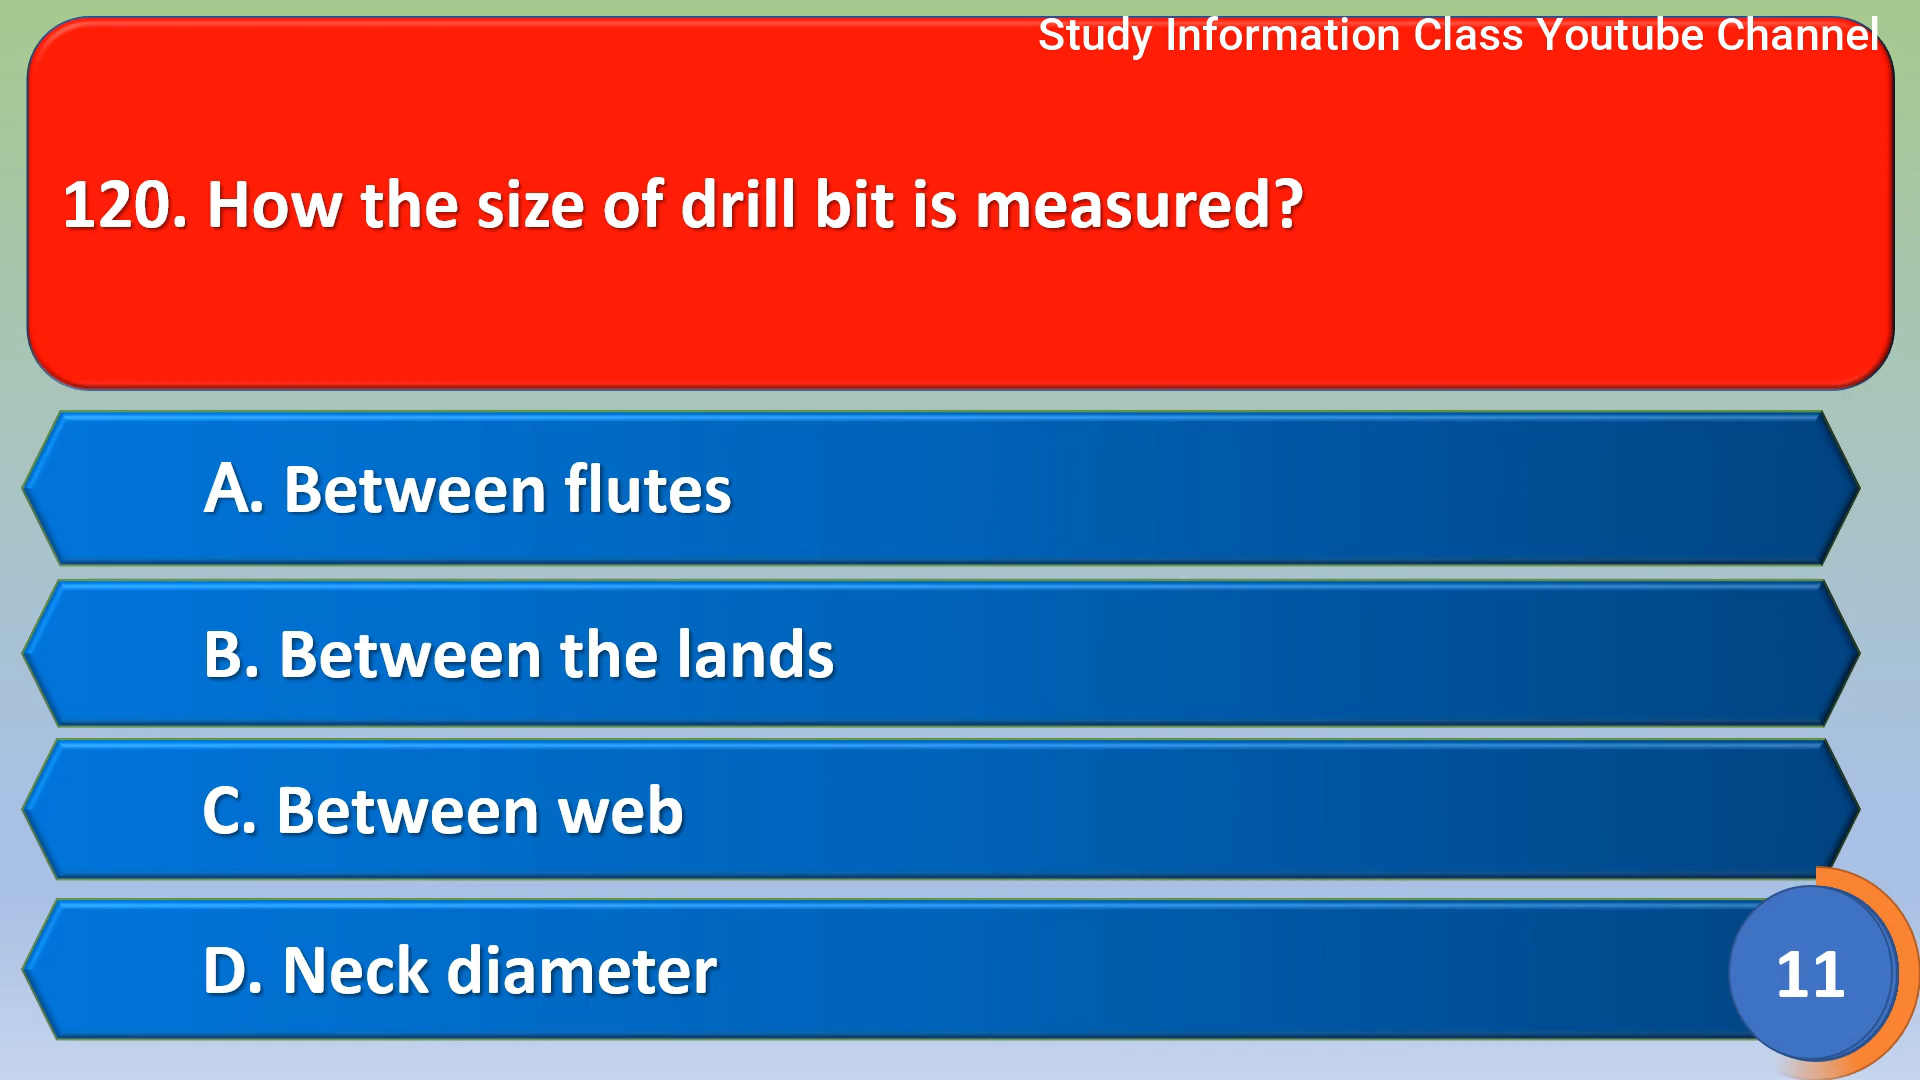 Study Information Class Youtube Channel
120. How the size of drill bit is measured?
A. Between flutes
B. Between the lands
C. Between web
D. Neck diameter
11